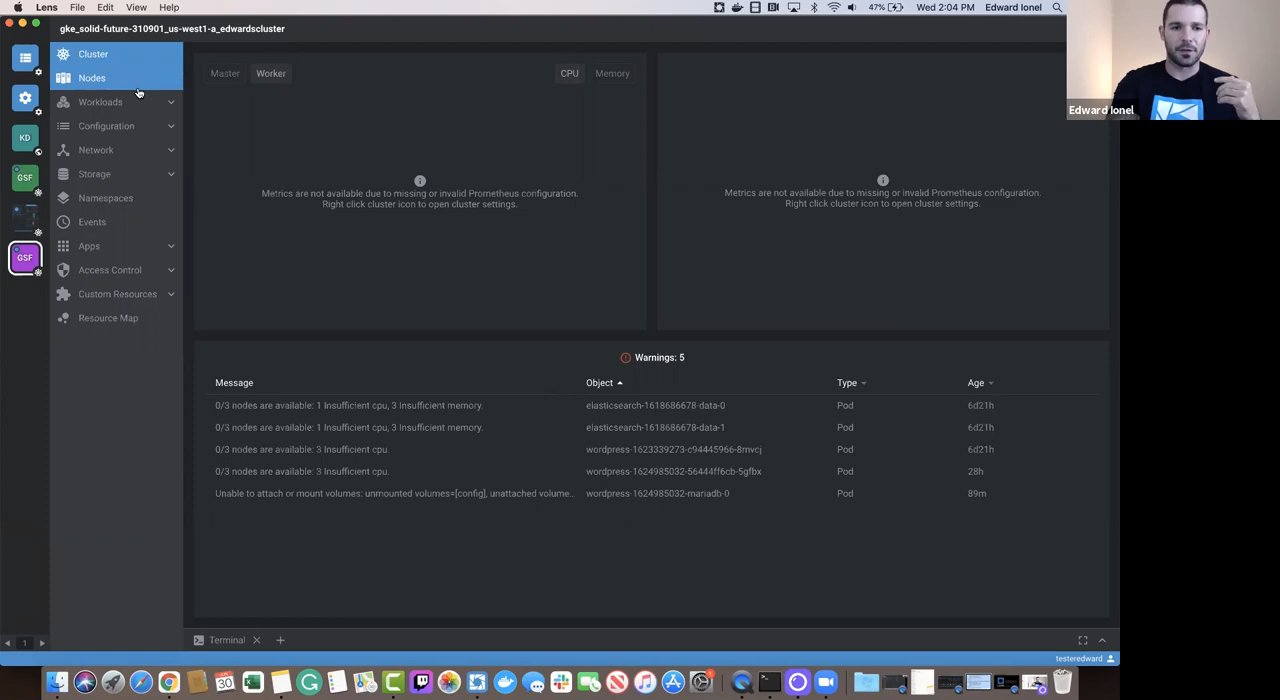 Lens File Edit View Help 47% Wed 2:04 PM Edward Ionel
gke_solid-future-310901_us-west1-a_edwardscluster
Cluster
Nodes
Workloads
Configuration
Network
Storage
Namespaces
Events
Apps
Access Control
Custom Resources
Resource Map
KD
GSF
GSF
1
Master Worker CPU Memory
Metrics are not available due to missing or invalid Prometheus configuration.
Right click cluster icon to open cluster settings.
Metrics are not available due to missing or invalid Prometheus configuration.
Right click cluster icon to open cluster settings.
Edward Ionel
Warnings: 5
Message Object Type Age
0/3 nodes are available: 1 Insufficient cpu, 3 Insufficient memory. elasticsearch-1618686678-data-0 Pod 6d21h
0/3 nodes are available: 1 Insufficient cpu, 3 Insufficient memory. elasticsearch-1618686678-data-1 Pod 6d21h
0/3 nodes are available: 3 Insufficient cpu. wordpress-1623339273-c94445966-8mvcj Pod 6d21h
0/3 nodes are available: 3 Insufficient cpu. wordpress-1624985032-56444ff6cb-5gfbx Pod 28h
Unable to attach or mount volumes: unmounted volumes=[config], unattached volume... wordpress-1624985032-mariadb-0 Pod 89m
Terminal
testeredward
30